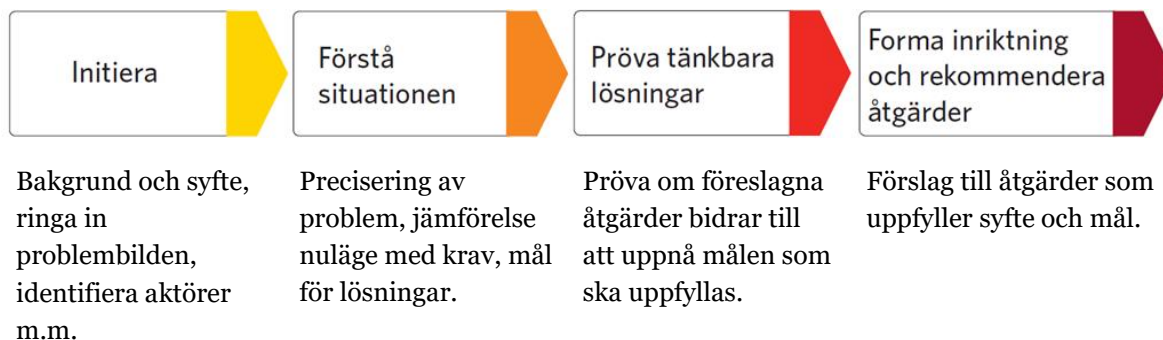 Initiera
Förstå
situationen
Pröva tänkbara
lösningar
Forma inriktning
och rekommendera
åtgärder
Bakgrund och syfte,
ringa in
problembilden,
identifiera aktörer
m.m.
Precisering av
problem, jämförelse
nuläge med krav, mål
för lösningar.
Pröva om föreslagna
åtgärder bidrar till
att uppnå målen som
ska uppfyllas.
Förslag till åtgärder som
uppfyller syfte och mål.